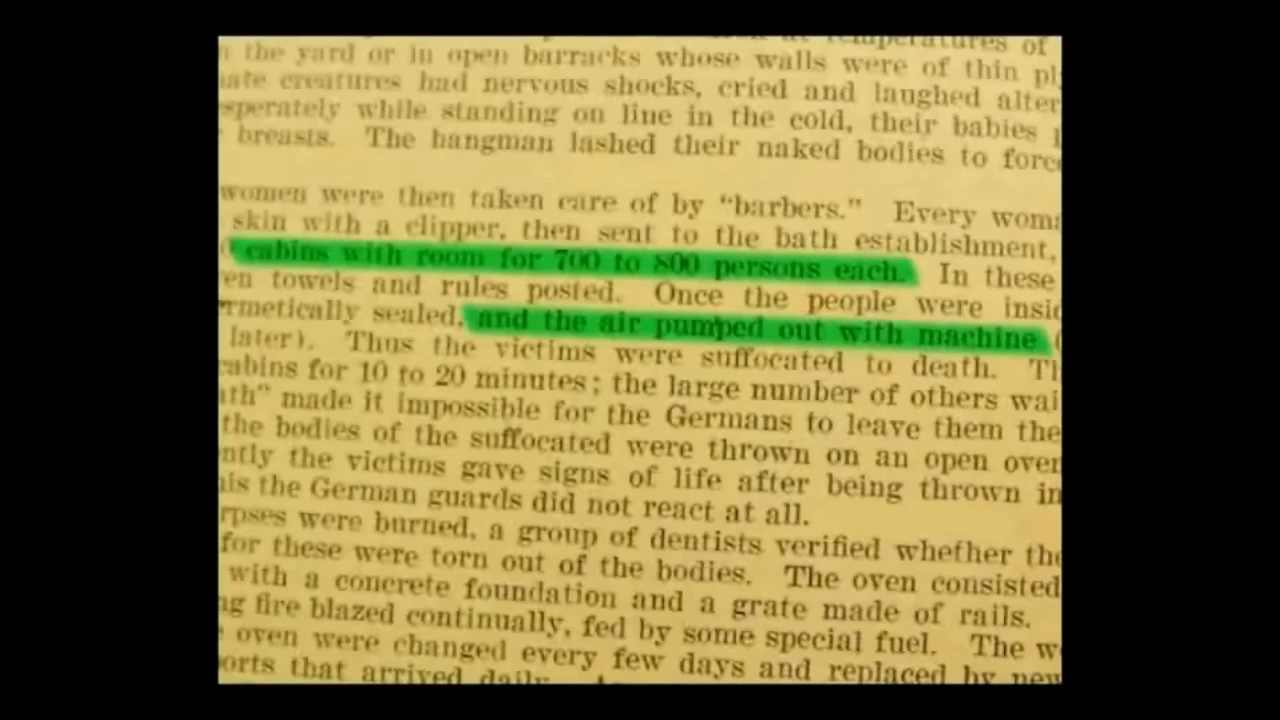 temperatures of
the yard or in open barracks whose walls were of thin
ate creatures had nervous shocks, cried and laughed alter
sperately while standing on line in the cold, their babies
breasts. The hangman lashed their naked bodies to force
women were then taken care of by “barbers.” Every woma
skin with a clipper, then sent to the bath establishment,
cabins with room for 700 to 800 persons each. In these
en towels and rules posted. Once the people were insid
rmetically sealed, and the air pumped out with machine (
later). Thus the victims were suffocated to death. Th
cabins for 10 to 20 minutes; the large number of others wai
ath” made it impossible for the Germans to leave them the
the bodies of the suffocated were thrown on an open oven
ntly the victims gave signs of life after being thrown in
is the German guards did not react at all.
rpses were burned, a group of dentists verified whether the
for these were torn out of the bodies. The oven consisted
with a concrete foundation and a grate made of rails.
ng fire blazed continually, fed by some special fuel. The w
oven were changed every few days and replaced by new
orts that arrived daily.